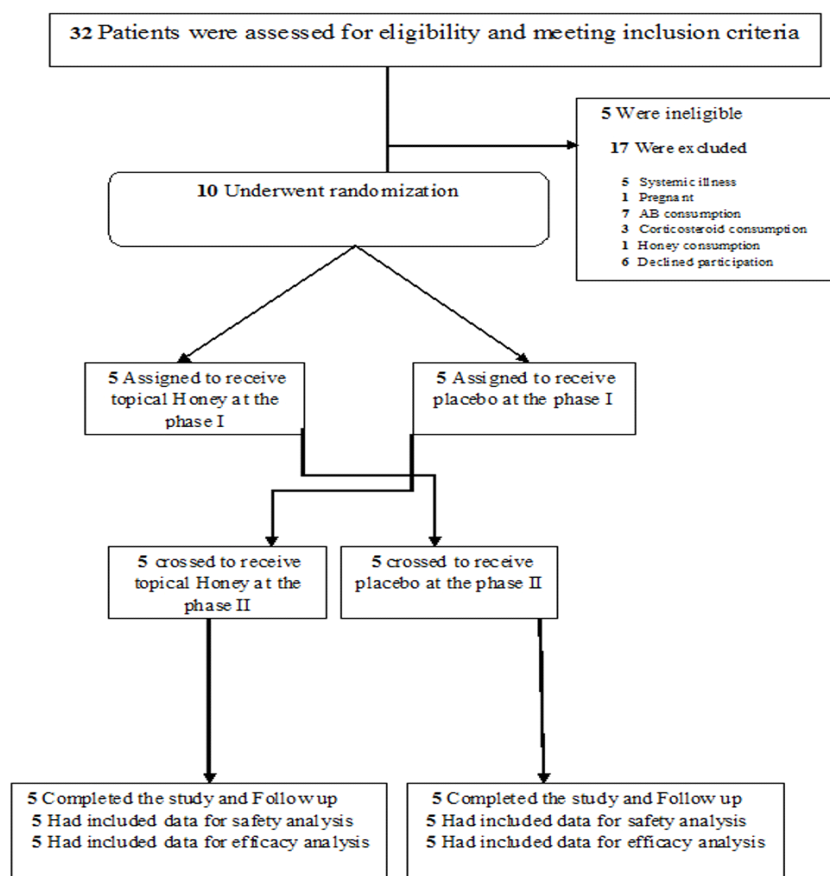 32 Patients were assessed for eligibility and meeting inclusion criteria
5 Were ineligible
17 Were excluded
5 Systemic illness
1 Pregnant
7 AB consumption
3 Corticosteroid consumption
1 Honey consumption
6 Declined participation
10 Underwent randomization
5 Assigned to receive
topical Honey at the
phase I
5 Assigned to receive
placebo at the phase I
5 crossed to receive
topical Honey at the
phase II
5 crossed to receive
placebo at the phase II
5 Completed the study and Follow up
5 Had included data for safety analysis
5 Had included data for efficacy analysis
5 Completed the study and Follow up
5 Had included data for safety analysis
5 Had included data for efficacy analysis